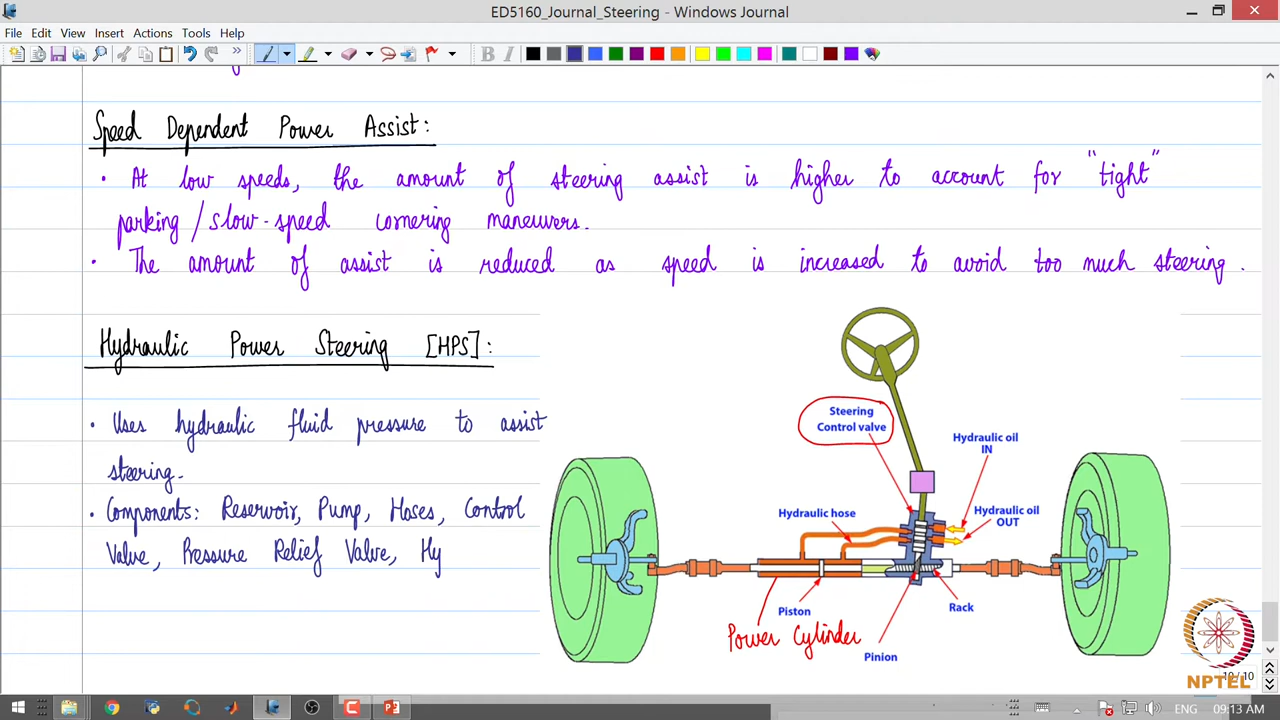 ED5160_Journal_Steering - Windows Journal
File Edit View Insert Actions Tools Help
Speed Dependent Power Assist:
• At low speeds, the amount of steering assist is higher to account for "tight"
parking/slow-speed cornering maneuvers.
• The amount of assist is reduced as speed is increased to avoid too much steering.
Hydraulic Power Steering [HPS]:
• Uses hydraulic fluid pressure to assist
steering.
• Components: Reservoir, Pump, Hoses, Control
Valve, Pressure Relief Valve, Hy
Steering
Control valve
Hydraulic oil
IN
Hydraulic hose
Hydraulic oil
OUT
Piston
Rack
Power Cylinder
Pinion
NPTEL
10 / 10
ENG 09:13 AM